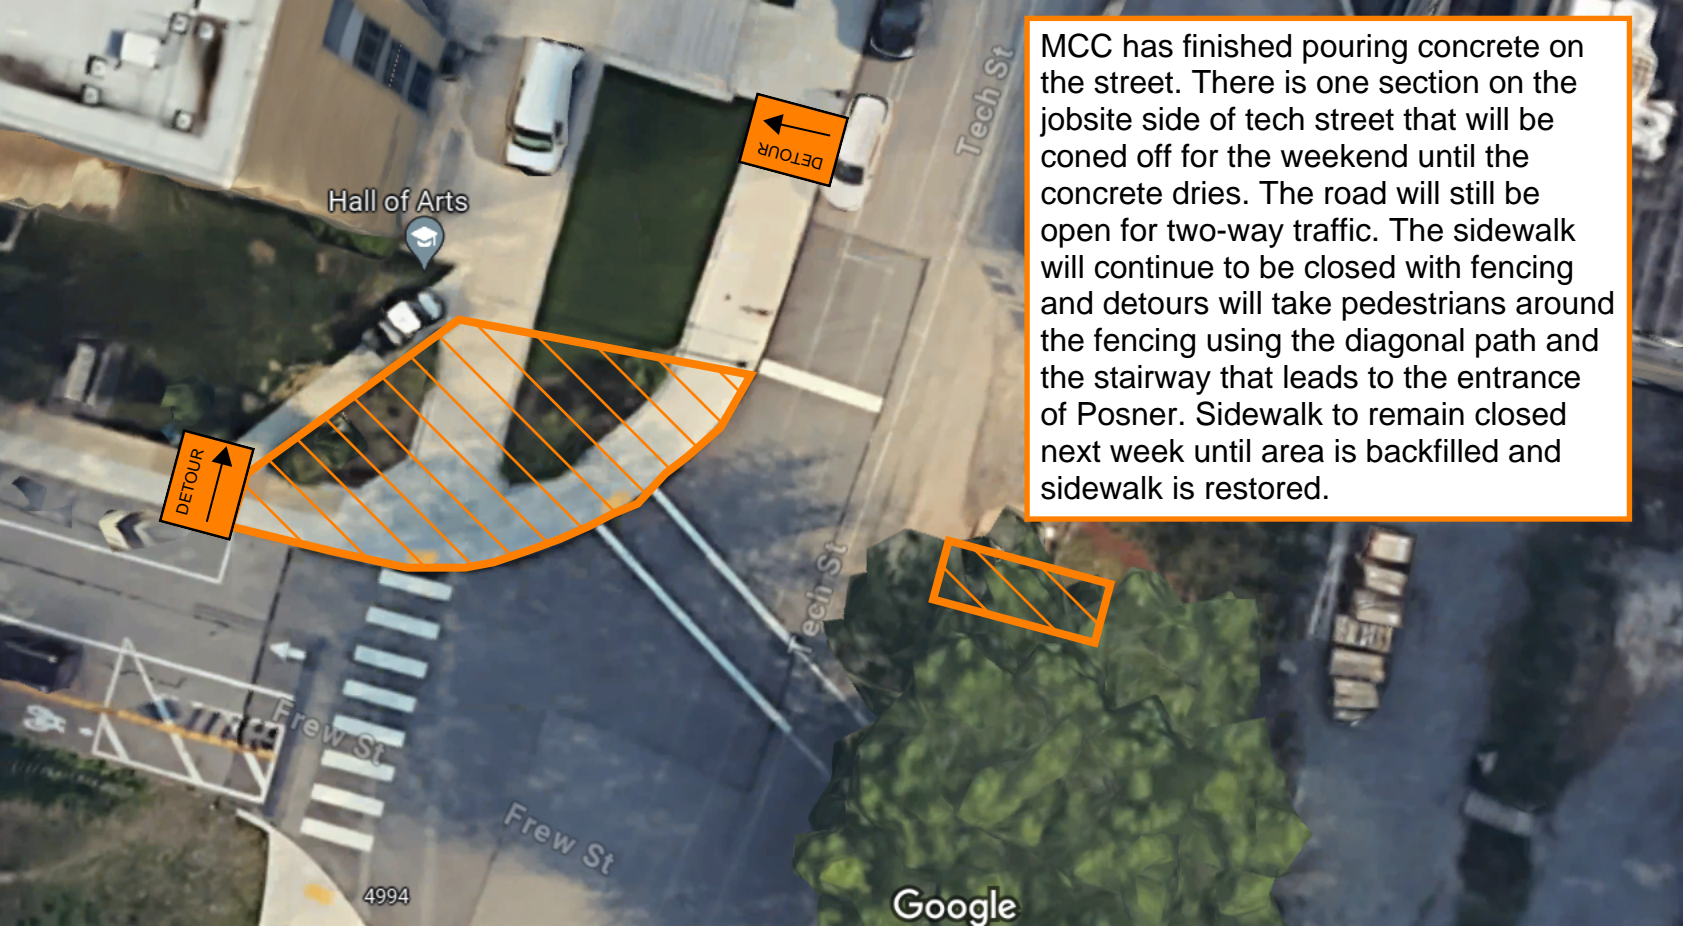 MCC has finished pouring concrete on
the street. There is one section on the
jobsite side of tech street that will be
coned off for the weekend until the
concrete dries. The road will still be
open for two-way traffic. The sidewalk
will continue to be closed with fencing
and detours will take pedestrians around
the fencing using the diagonal path and
the stairway that leads to the entrance
of Posner. Sidewalk to remain closed
next week until area is backfilled and
sidewalk is restored.
Tech St
DETOUR
Hall of Arts
DETOUR
Tech St
Frew St
Frew St
4994
Google